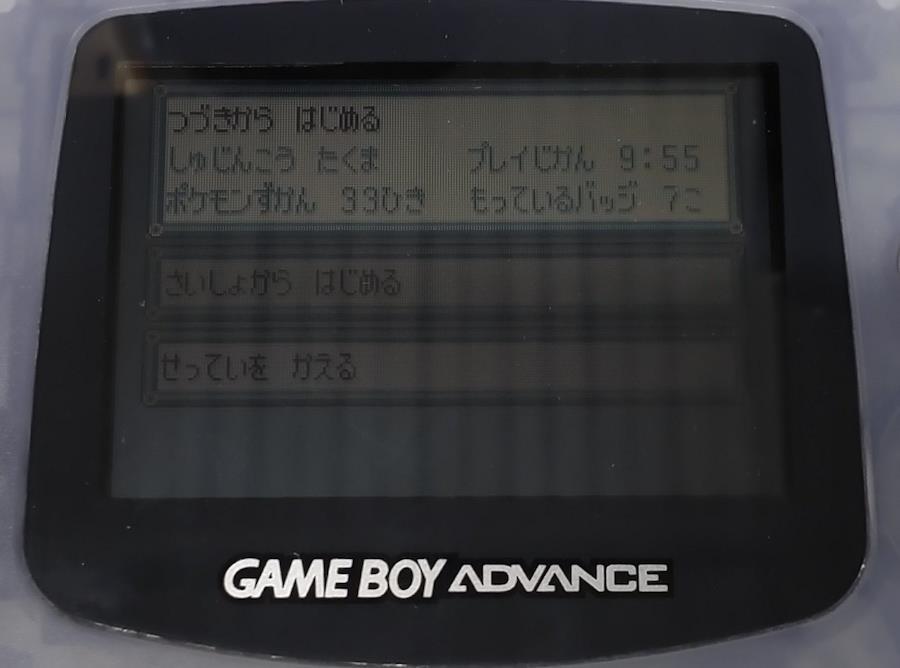 つづきから はじめる
しゅじんこう たくま プレイじかん 9:55
ポケモンずかん 33ひき もっているバッジ 7こ
さいしょから はじめる
せっていを かえる
GAME BOY ADVANCE